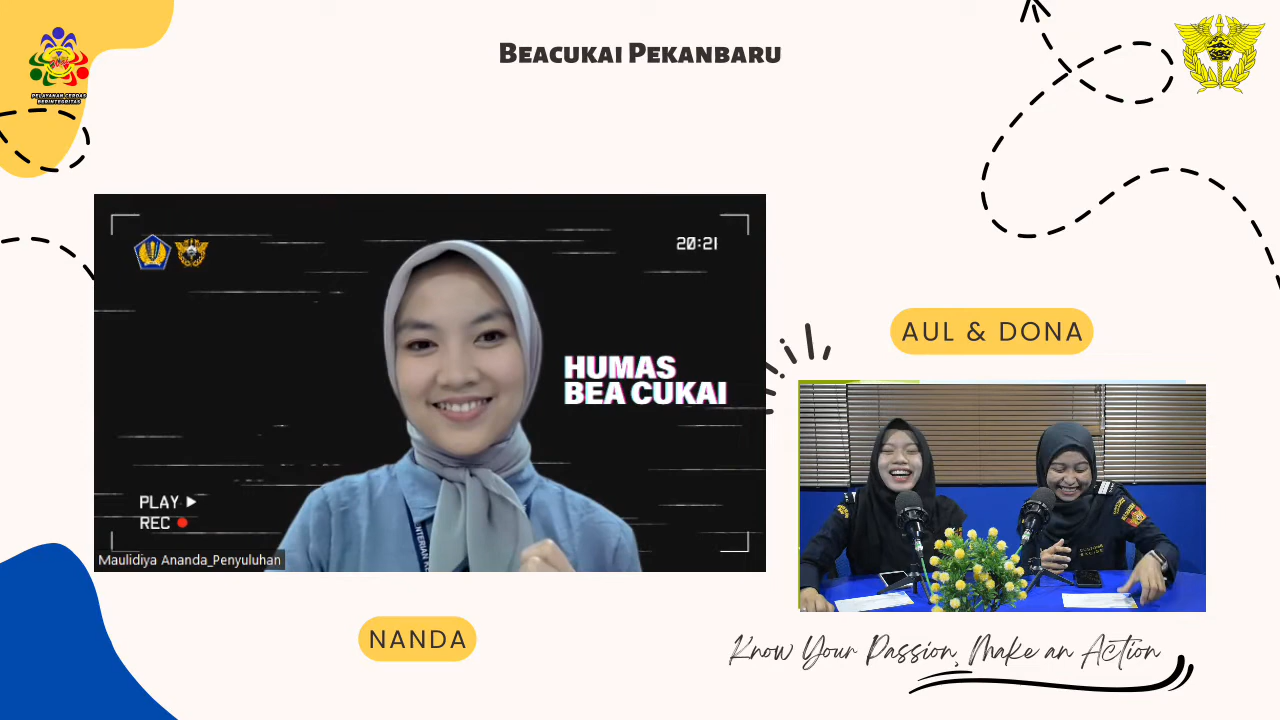 Beacukai Pekanbaru
PELAYANAN CERDAS
BERINTEGRITAS
20:21
HUMAS
BEA CUKAI
PLAY
REC
Maulidiya Ananda_Penyuluhan
NANDA
AUL & DONA
Know Your Passion, Make an Action